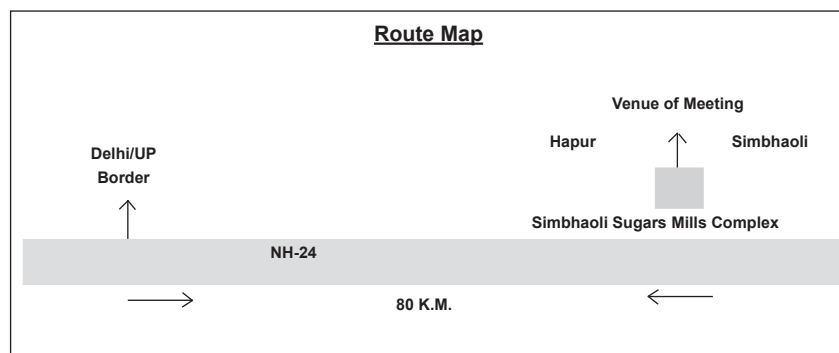 Route Map
Venue of Meeting
Hapur Simbhaoli
Delhi/UP
Border
Simbhaoli Sugars Mills Complex
NH-24
80 K.M.